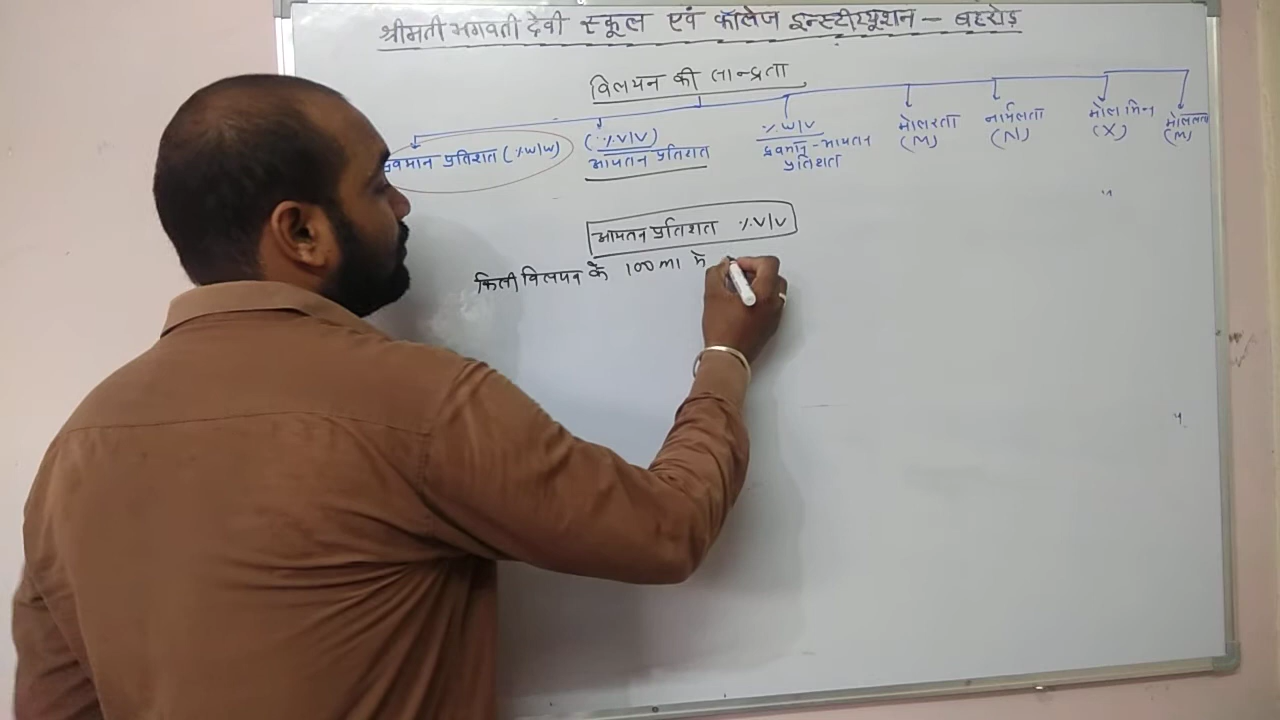 श्रीमती भगवती देवी स्कूल एवं कॉलेज इन्स्टीट्यूशन - बहरोड़
विलयन की सान्द्रता
द्रव्यमान प्रतिशत (% w/w)
(% v/v)
आयतन प्रतिशत
% w/v
द्रव्यमान - आयतन
प्रतिशत
मोलरता
(M)
नार्मलता
(N)
मोल भिन्न
(X)
मोललता
(m)
आयतन प्रतिशत % v/v
किसी विलयन के 100 ml में